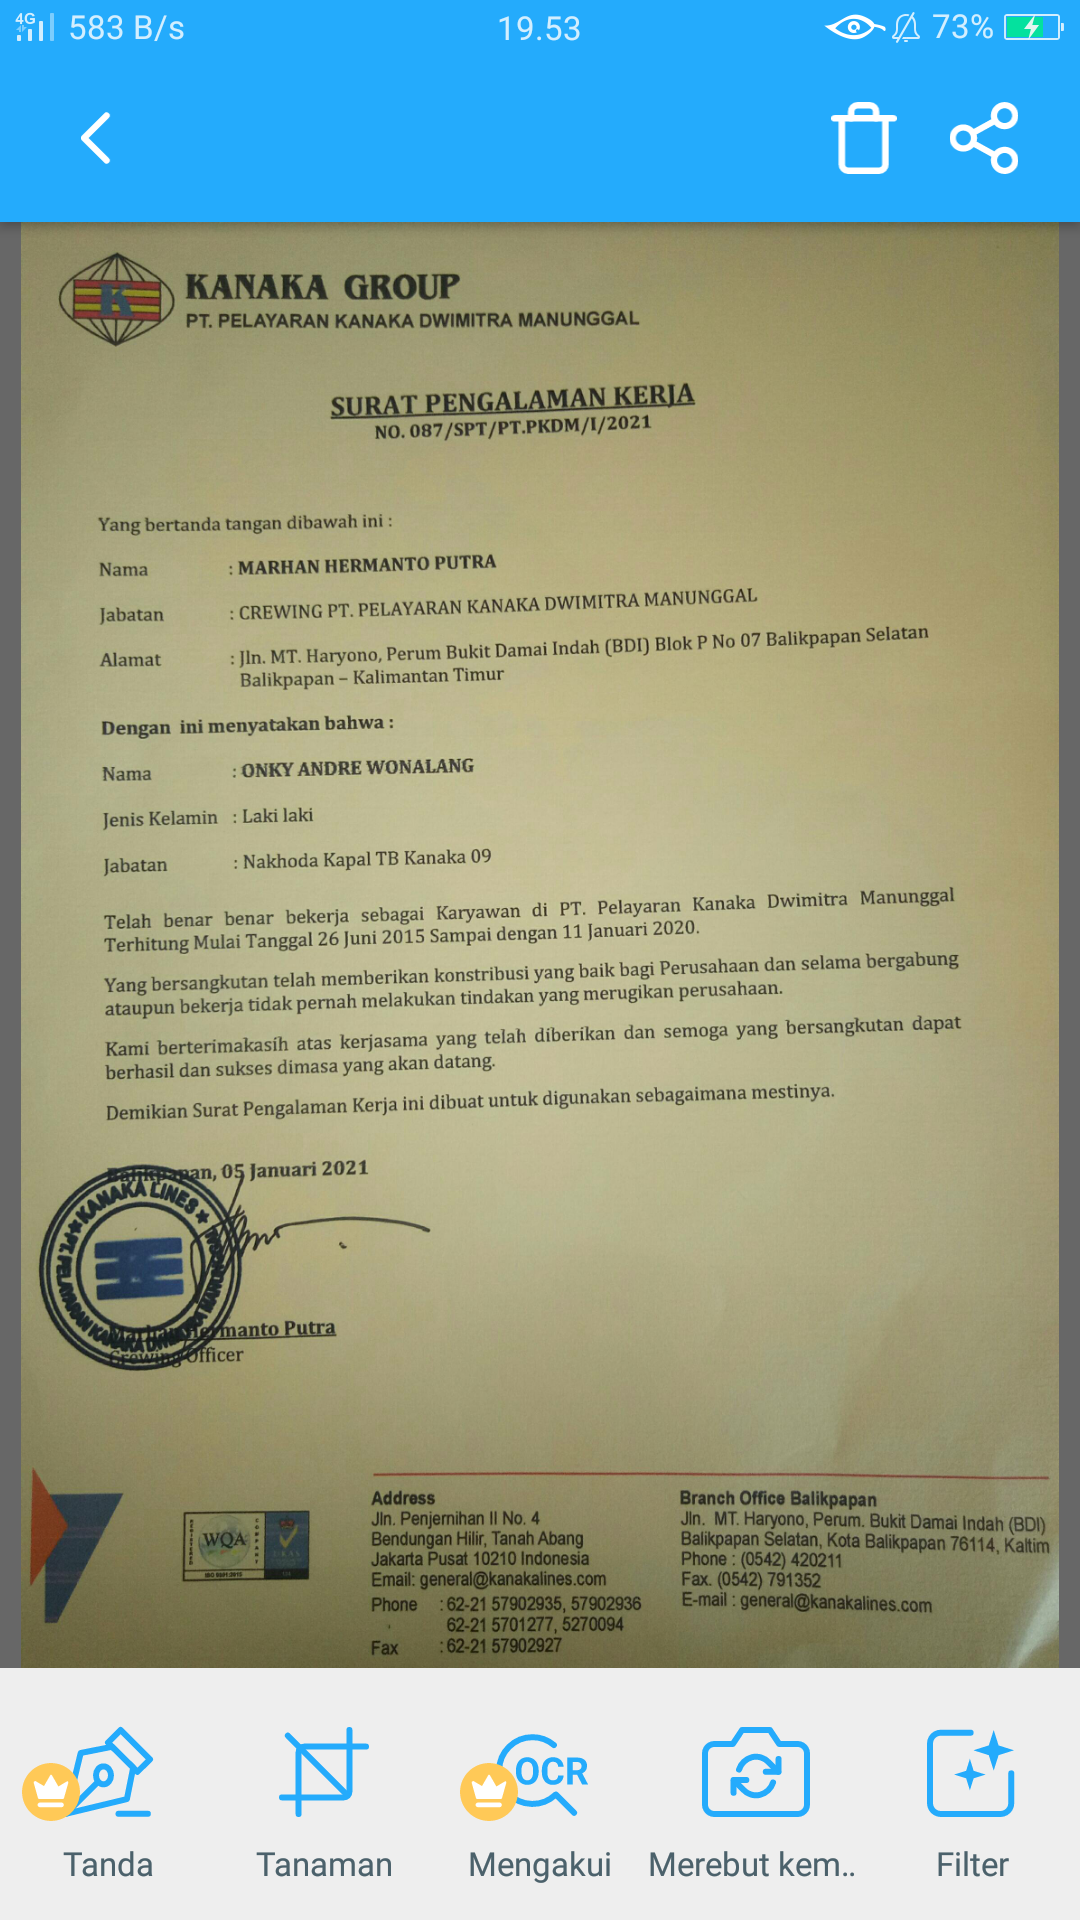 4G 583 B/s 19.53 73%
KANAKA GROUP
PT. PELAYARAN KANAKA DWIMITRA MANUNGGAL
SURAT PENGALAMAN KERJA
NO. 087/SPT/PT.PKDM/I/2021
Yang bertanda tangan dibawah ini :
Nama : MARHAN HERMANTO PUTRA
Jabatan : CREWING PT. PELAYARAN KANAKA DWIMITRA MANUNGGAL
Alamat : Jln. MT. Haryono, Perum Bukit Damai Indah (BDI) Blok P No 07 Balikpapan Selatan
Balikpapan – Kalimantan Timur
Dengan ini menyatakan bahwa :
Nama : ONKY ANDRE WONALANG
Jenis Kelamin : Laki laki
Jabatan : Nakhoda Kapal TB Kanaka 09
Telah benar benar bekerja sebagai Karyawan di PT. Pelayaran Kanaka Dwimitra Manunggal
Terhitung Mulai Tanggal 26 Juni 2015 Sampai dengan 11 Januari 2020.
Yang bersangkutan telah memberikan konstribusi yang baik bagi Perusahaan dan selama bergabung
ataupun bekerja tidak pernah melakukan tindakan yang merugikan perusahaan.
Kami berterimakasih atas kerjasama yang telah diberikan dan semoga yang bersangkutan dapat
berhasil dan sukses dimasa yang akan datang.
Demikian Surat Pengalaman Kerja ini dibuat untuk digunakan sebagaimana mestinya.
Balikpapan, 05 Januari 2021
KANAKA LINES
PT. PELAYARAN KANAKA DWIMITRA MANUNGGAL
Marhan Hermanto Putra
Crewing Officer
REGISTERED WQA COMPANY
ISO 9001:2015
UKAS
Address
Jln. Penjernihan II No. 4
Bendungan Hilir, Tanah Abang
Jakarta Pusat 10210 Indonesia
Email: general@kanakalines.com
Phone : 62-21 57902935, 57902936
62-21 5701277, 5270094
Fax : 62-21 57902927
Branch Office Balikpapan
Jln. MT. Haryono, Perum. Bukit Damai Indah (BDI)
Balikpapan Selatan, Kota Balikpapan 76114, Kaltim
Phone : (0542) 420211
Fax. (0542) 791352
E-mail : general@kanakalines.com
OCR
Tanda Tanaman Mengakui Merebut kem.. Filter